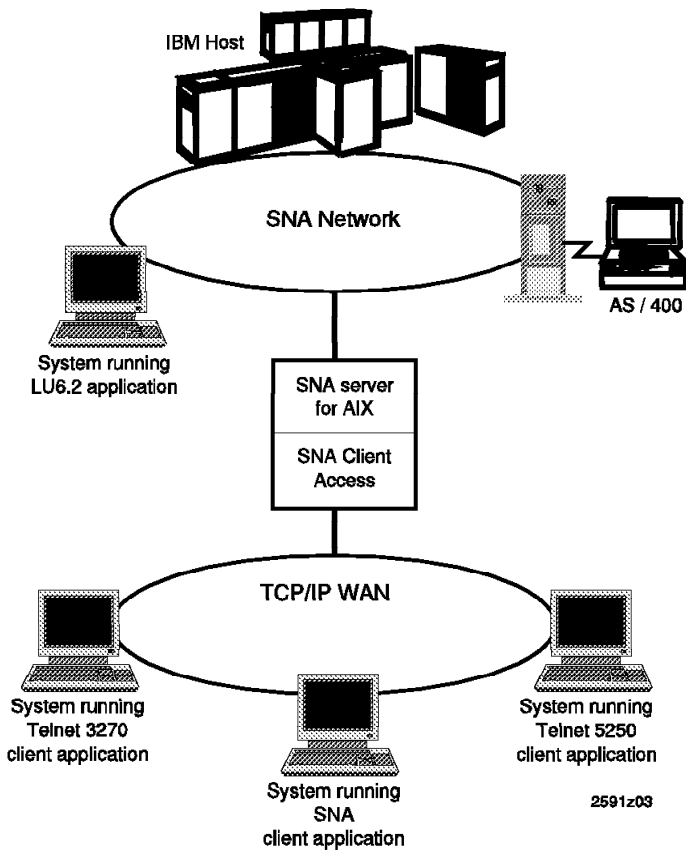 IBM Host
SNA Network
AS / 400
System running
LU6.2 application
SNA server
for AIX
SNA Client
Access
TCP/IP WAN
System running
Telnet 3270
client application
System running
SNA
client application
System running
Telnet 5250
client application
2591z03